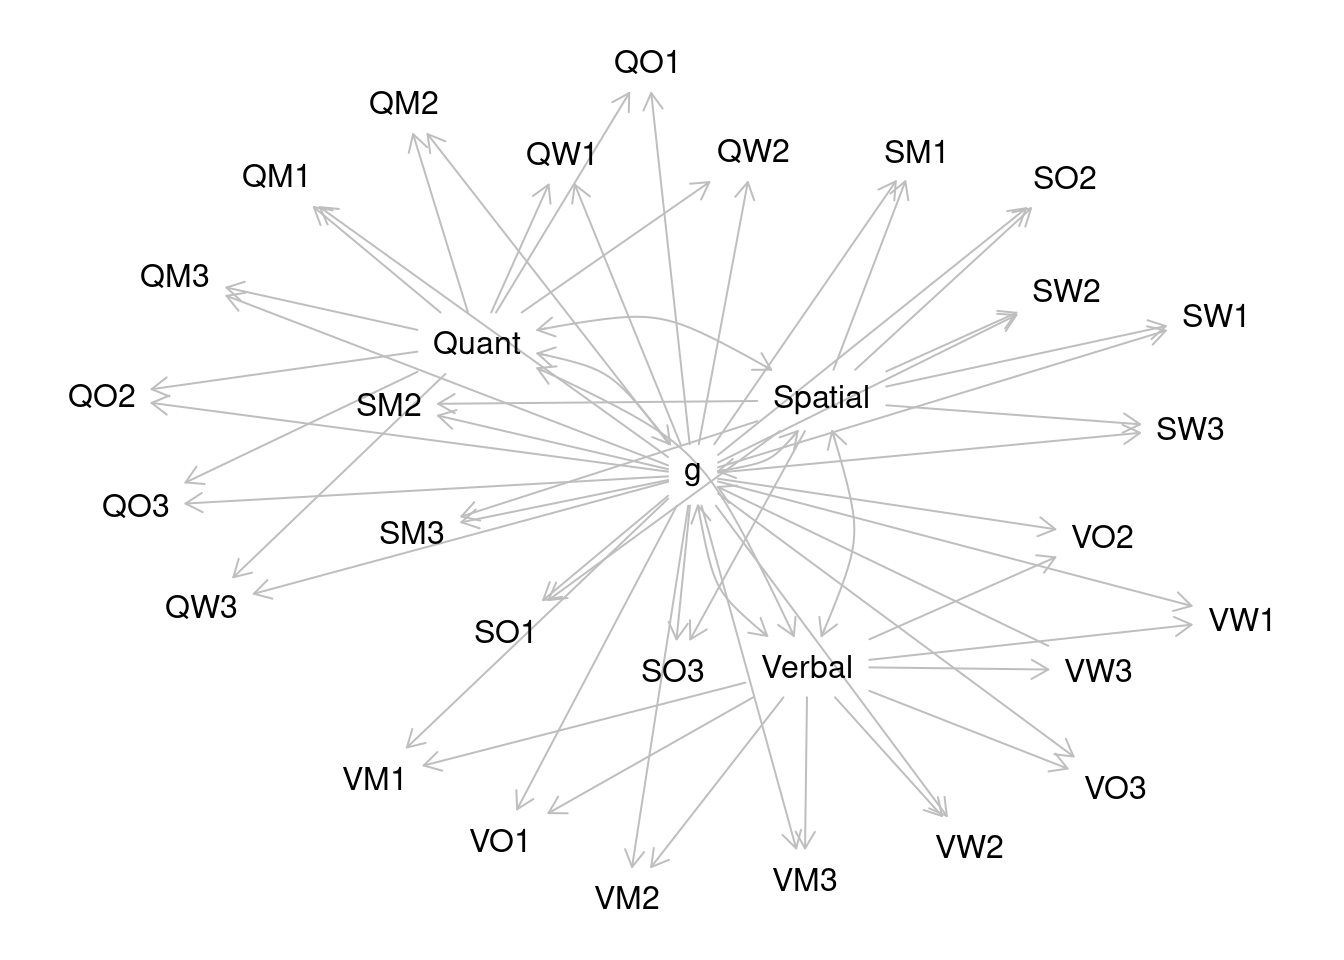 QO1
QM2
QW1
QW2
SM1
QM1
SO2
QM3
SW2
SW1
Quant
QO2
SM2
Spatial
SW3
g
QO3
SM3
VO2
QW3
SO1
VW1
SO3
Verbal
VW3
VM1
VO3
VO1
VW2
VM2
VM3